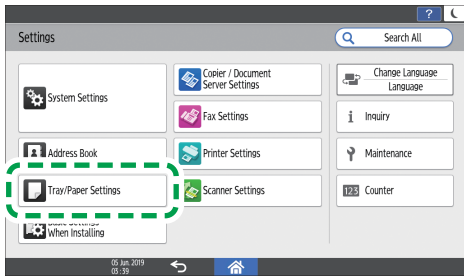 ?
Settings
Search All
System Settings
Copier / Document
Server Settings
Change Language
Language
Fax Settings
i Inquiry
Address Book
Printer Settings
Maintenance
Tray/Paper Settings
Scanner Settings
123 Counter
When Installing
05 Jun. 2019
03:39